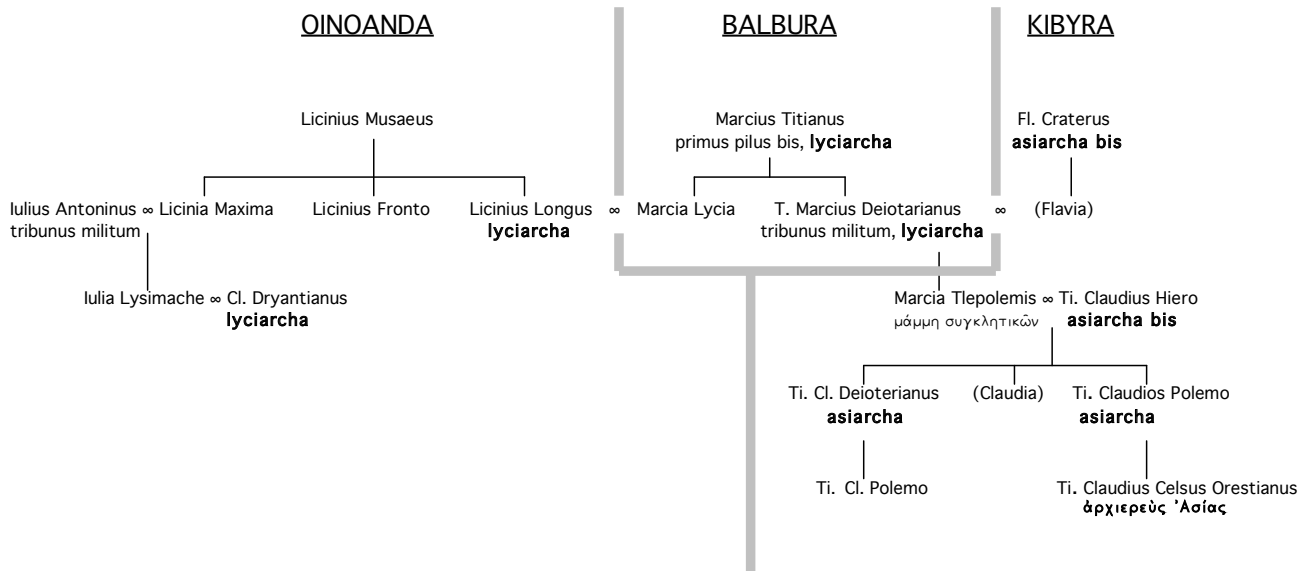 OINOANDA
BALBURA
KIBYRA
Licinius Musaeus
Marcius Titianus
primus pilus bis, lyciarcha
Fl. Craterus
asiarcha bis
Iulius Antoninus ∞ Licinia Maxima
tribunus militum
Licinius Fronto
Licinius Longus ∞ Marcia Lycia
lyciarcha
T. Marcius Deiotarianus ∞ (Flavia)
tribunus militum, lyciarcha
Iulia Lysimache ∞ Cl. Dryantianus
lyciarcha
Marcia Tlepolemis ∞ Ti. Claudius Hiero
μάμμη συγκλητικῶν
asiarcha bis
Ti. Cl. Deioterianus
asiarcha
(Claudia)
Ti. Claudios Polemo
asiarcha
Ti. Cl. Polemo
Ti. Claudius Celsus Orestianus
ἀρχιερεὺς Ἀσίας